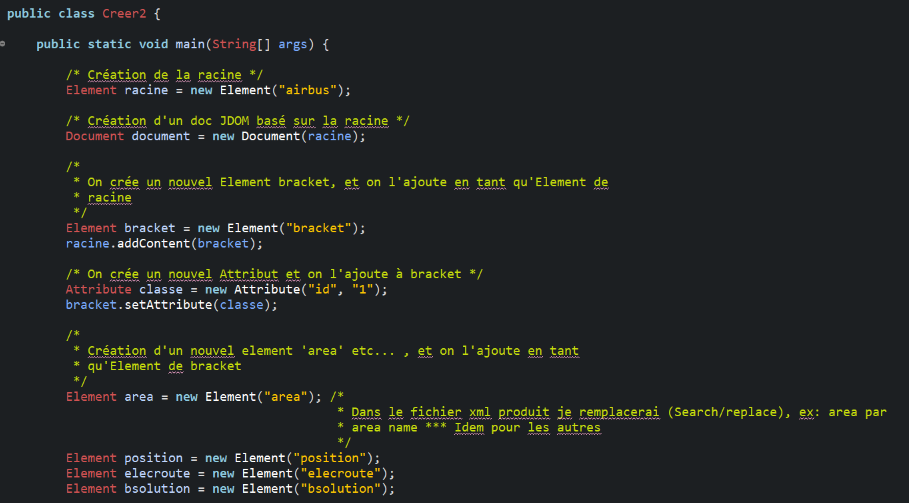 public class Creer2 {
public static void main(String[] args) {
/* Création de la racine */
Element racine = new Element("airbus");
/* Création d'un doc JDOM basé sur la racine */
Document document = new Document(racine);
/*
* On crée un nouvel Element bracket, et on l'ajoute en tant qu'Element de
* racine
*/
Element bracket = new Element("bracket");
racine.addContent(bracket);
/* On crée un nouvel Attribut et on l'ajoute à bracket */
Attribute classe = new Attribute("id", "1");
bracket.setAttribute(classe);
/*
* Création d'un nouvel element 'area' etc... , et on l'ajoute en tant
* qu'Element de bracket
*/
Element area = new Element("area"); /*
* Dans le fichier xml produit je remplacerai (Search/replace), ex: area par
* area name *** Idem pour les autres
*/
Element position = new Element("position");
Element elecroute = new Element("elecroute");
Element bsolution = new Element("bsolution");